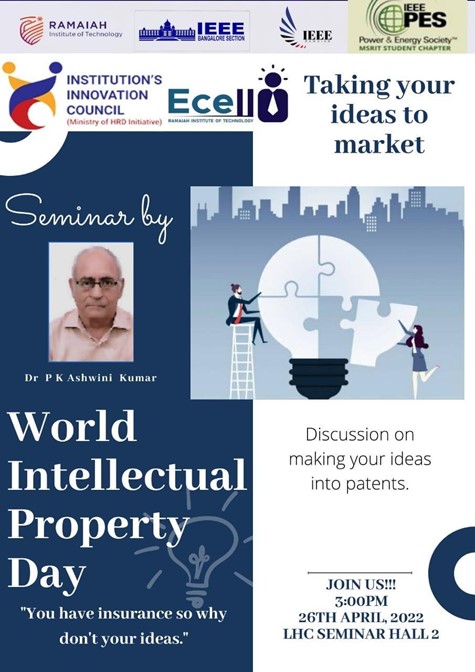 RAMAIAH
Institute of Technology
IEEE
BANGALORE SECTION
IEEE
IEEE
PES
Power & Energy Society™
MSRIT STUDENT CHAPTER
INSTITUTION'S
INNOVATION
COUNCIL
(Ministry of HRD Initiative)
Ecell
RAMAIAH INSTITUTE OF TECHNOLOGY
Taking your
ideas to
market
Seminar by
Dr P K Ashwini Kumar
World
Intellectual
Property
Day
"You have insurance so why
don't your ideas."
Discussion on
making your ideas
into patents.
JOIN US!!!
3:00PM
26TH APRIL, 2022
LHC SEMINAR HALL 2